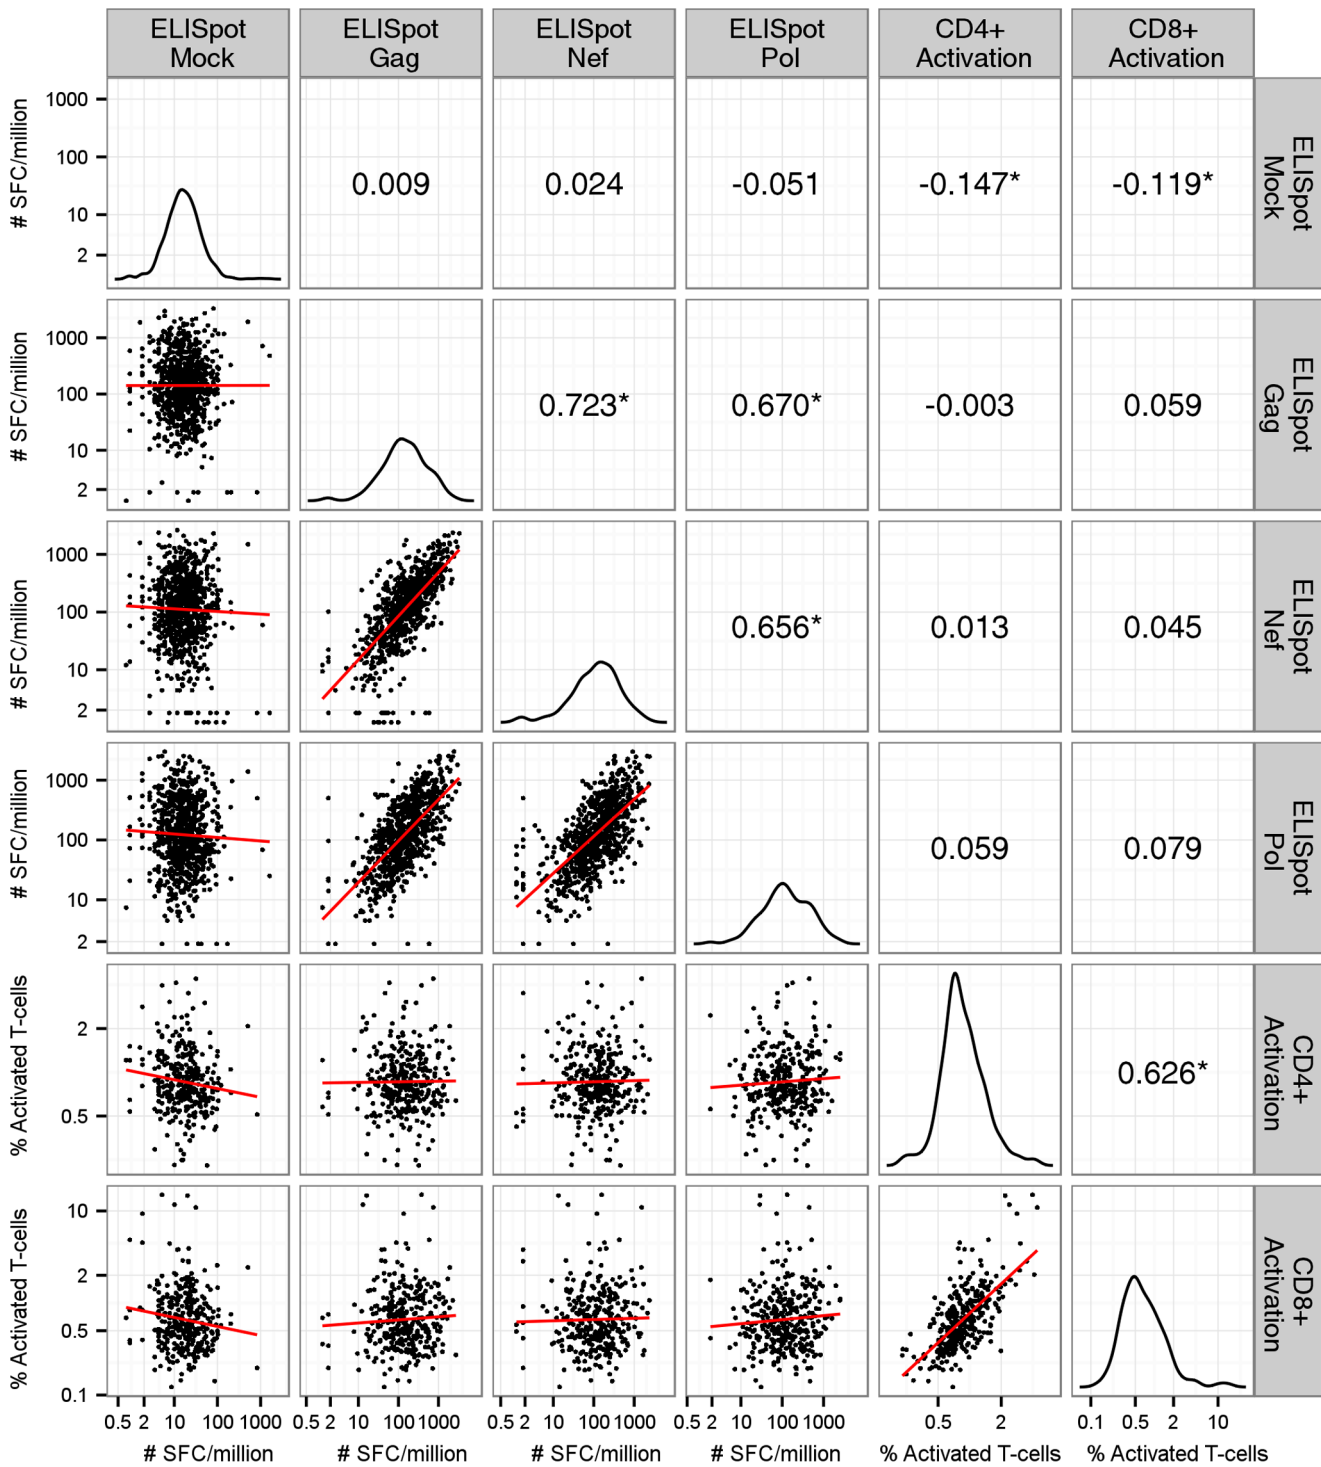 ELISpot
Mock
ELISpot
Gag
ELISpot
Nef
ELISpot
Pol
CD4+
Activation
CD8+
Activation
# SFC/million
1000
100
10
2
0.009
0.024
-0.051
-0.147*
-0.119*
ELISpot
Mock
# SFC/million
1000
100
10
2
0.723*
0.670*
-0.003
0.059
ELISpot
Gag
# SFC/million
1000
100
10
2
0.656*
0.013
0.045
ELISpot
Nef
# SFC/million
1000
100
10
2
0.059
0.079
ELISpot
Pol
% Activated T-cells
2
0.5
0.626*
CD4+
Activation
% Activated T-cells
10
2
0.5
0.1
CD8+
Activation
0.5 2 10 100 1000
0.5 2 10 100 1000
0.5 2 10 100 1000
0.5 2 10 100 1000
0.5 2
0.1 0.5 2 10
# SFC/million
# SFC/million
# SFC/million
# SFC/million
% Activated T-cells
% Activated T-cells